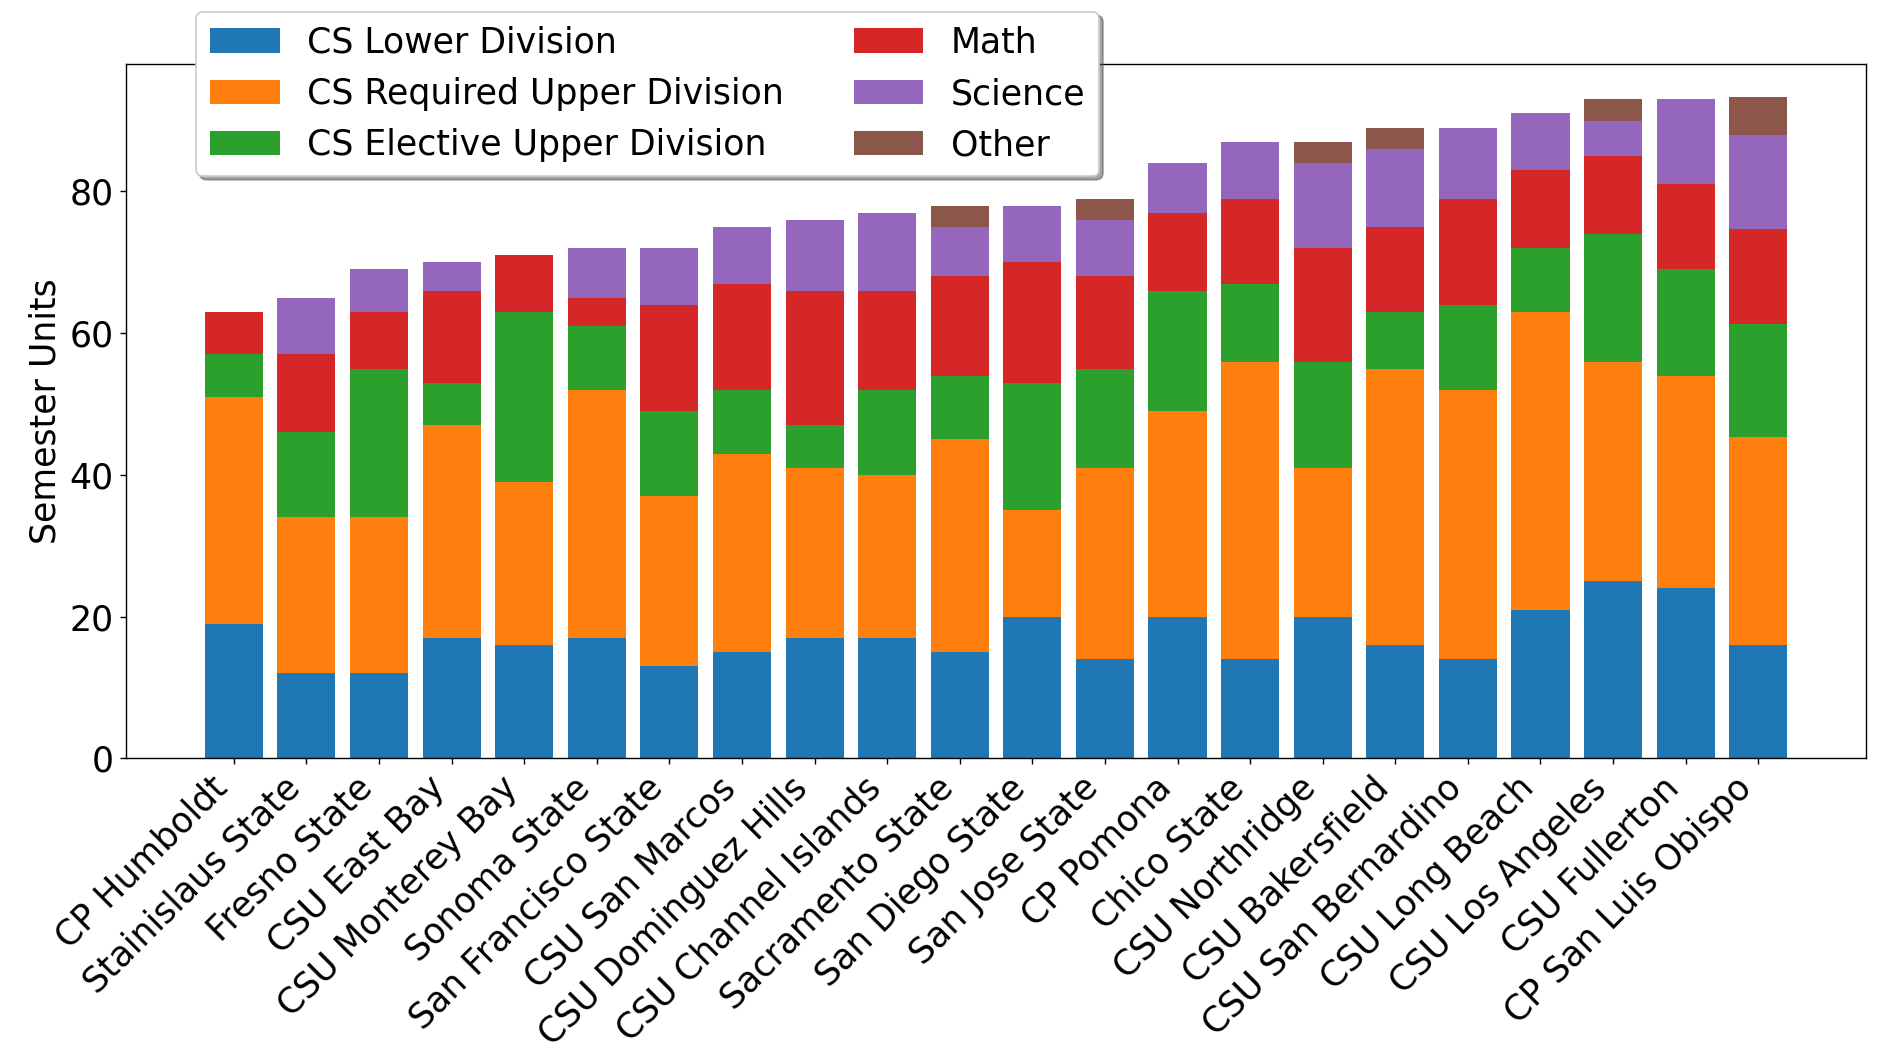 CS Lower Division
CS Required Upper Division
CS Elective Upper Division
Math
Science
Other
Semester Units
80
60
40
20
0
CP Humboldt
Stainislaus State
Fresno State
CSU East Bay
CSU Monterey Bay
Sonoma State
San Francisco State
CSU San Marcos
CSU Dominguez Hills
CSU Channel Islands
Sacramento State
San Diego State
San Jose State
CP Pomona
Chico State
CSU Northridge
CSU Bakersfield
CSU San Bernardino
CSU Long Beach
CSU Los Angeles
CSU Fullerton
CP San Luis Obispo